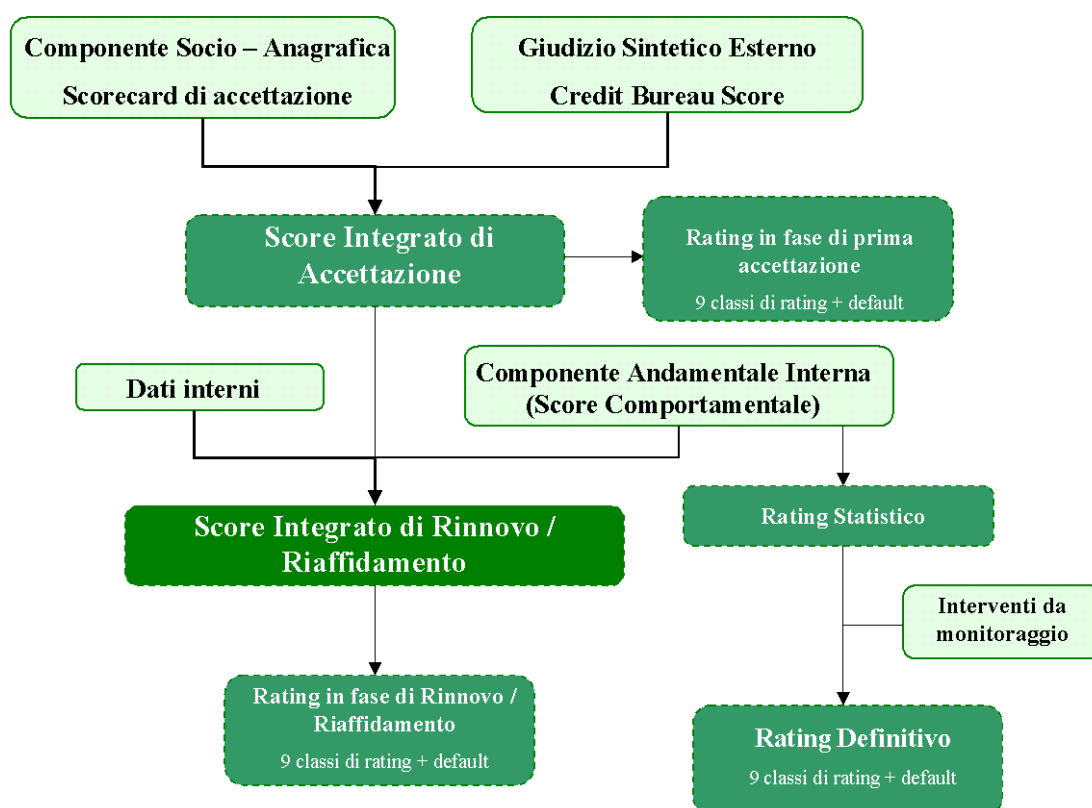 Componente Socio – Anagrafica
Scorecard di accettazione
Giudizio Sintetico Esterno
Credit Bureau Score
Score Integrato di
Accettazione
Rating in fase di prima
accettazione
9 classi di rating + default
Dati interni
Componente Andamentale Interna
(Score Comportamentale)
Score Integrato di Rinnovo /
Riaffidamento
Rating Statistico
Interventi da
monitoraggio
Rating in fase di Rinnovo /
Riaffidamento
9 classi di rating + default
Rating Definitivo
9 classi di rating + default